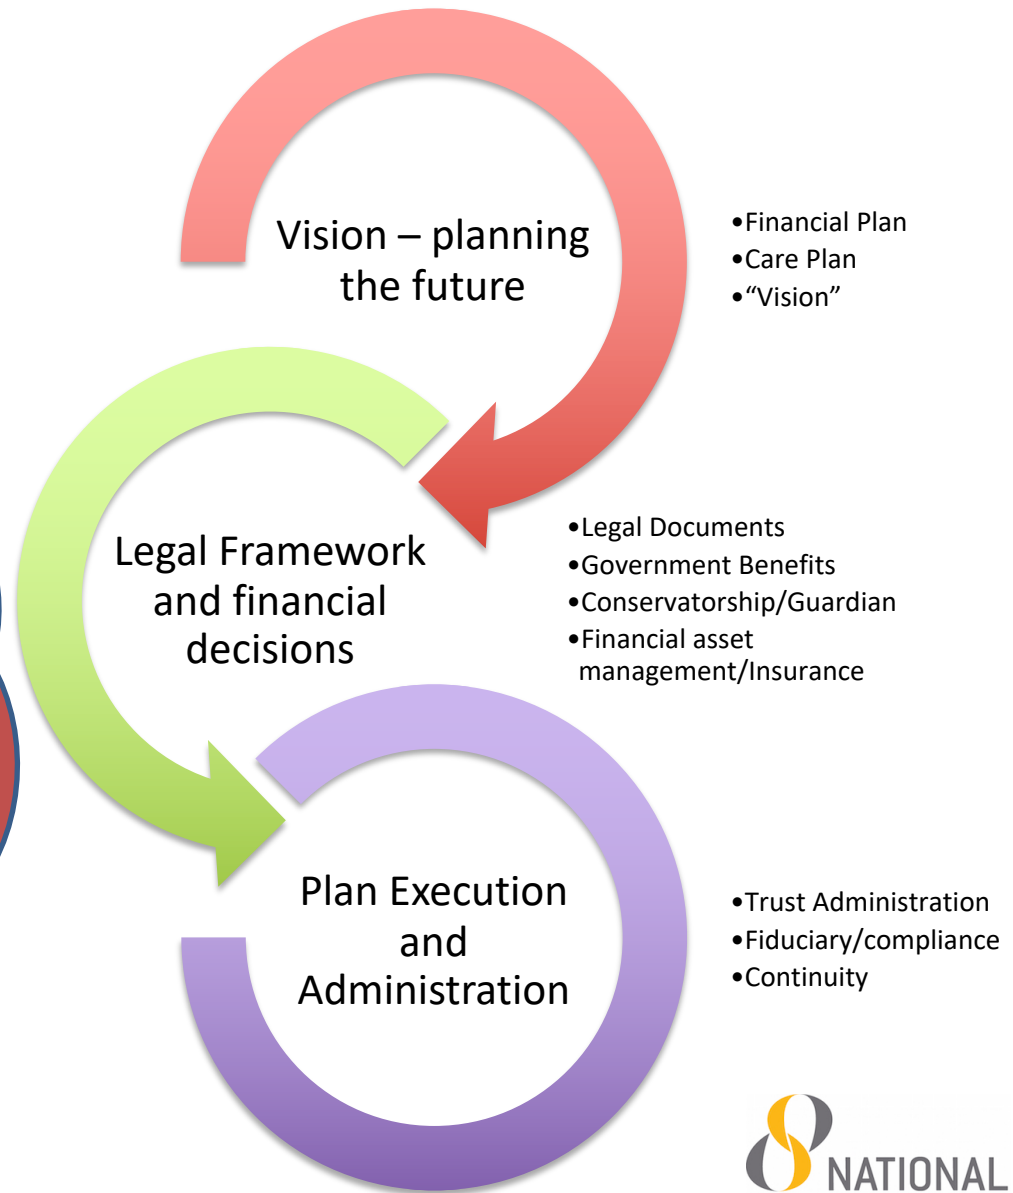 Vision – planning
the future
•Financial Plan
•Care Plan
•“Vision”
Legal Framework
and financial
decisions
•Legal Documents
•Government Benefits
•Conservatorship/Guardian
•Financial asset
management/Insurance
Plan Execution
and
Administration
•Trust Administration
•Fiduciary/compliance
•Continuity
NATIONAL